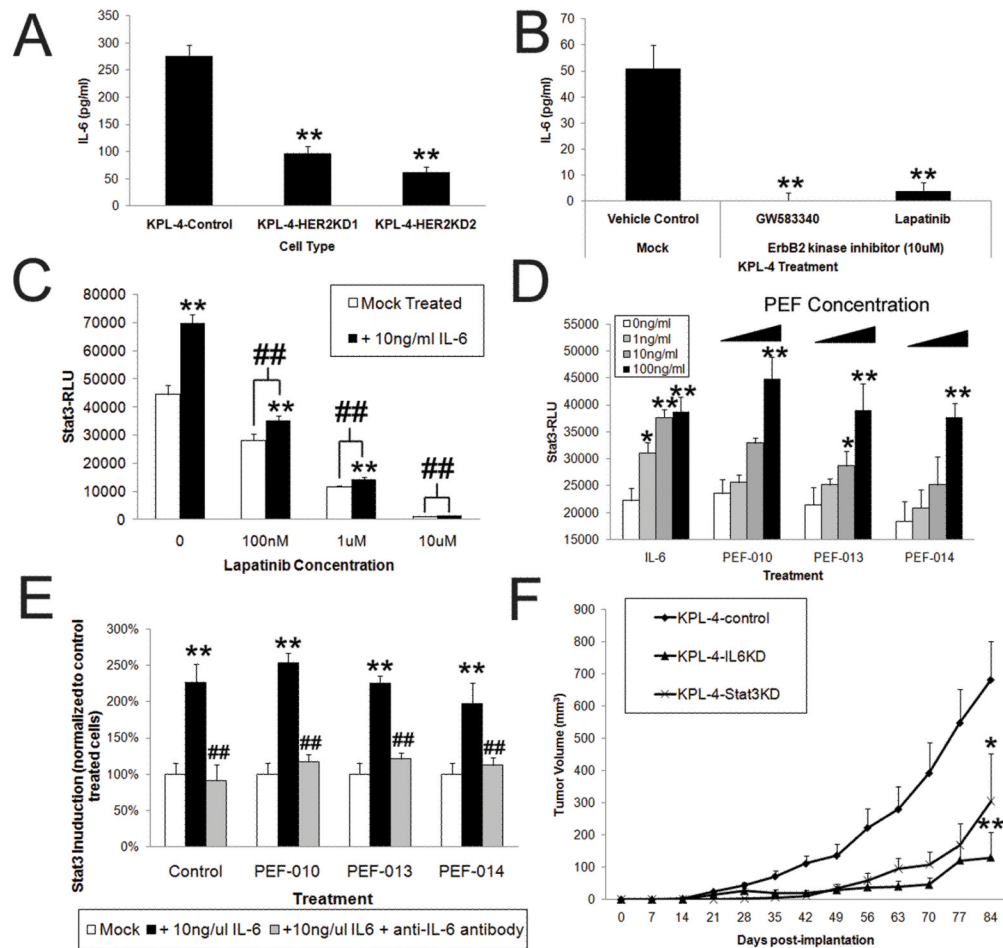 A
IL-6 (pg/ml)
350
300
250
200
150
100
50
0
**
**
KPL-4-Control KPL-4-HER2KD1 KPL-4-HER2KD2
Cell Type
B
IL-6 (pg/ml)
70
60
50
40
30
20
10
0
**
**
Vehicle Control GW583340 Lapatinib
Mock ErbB2 kinase inhibitor (10uM)
KPL-4 Treatment
C
Stat3-RLU
80000
70000
60000
50000
40000
30000
20000
10000
0
Mock Treated
+ 10ng/ml IL-6
**
##
**
##
**
##
0 100nM 1uM 10uM
Lapatinib Concentration
D
PEF Concentration
Stat3-RLU
55000
50000
45000
40000
35000
30000
25000
20000
15000
0ng/ml
1ng/ml
10ng/ml
100ng/ml
* ** **
**
* **
**
IL-6 PEF-010 PEF-013 PEF-014
Treatment
E
Stat3 Inuduction (normalized to control
treated cells)
300%
250%
200%
150%
100%
50%
0%
** ** ** **
## ## ## ##
Control PEF-010 PEF-013 PEF-014
Treatment
Mock + 10ng/ul IL-6 +10ng/ul IL6 + anti-IL-6 antibody
F
Tumor Volume (mm³)
900
800
700
600
500
400
300
200
100
0
KPL-4-control
KPL-4-IL6KD
KPL-4-Stat3KD
*
**
0 7 14 21 28 35 42 49 56 63 70 77 84
Days post-implantation